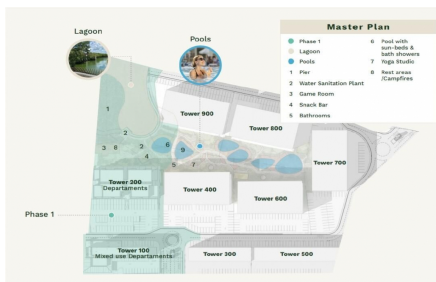 Lagoon
Pools
Master Plan
Phase 1
Lagoon
Pools
1 Pier
2 Water Sanitation Plant
3 Game Room
4 Snack Bar
5 Bathrooms
6 Pool with
sun-beds &
bath showers
7 Yoga Studio
8 Rest areas
/Campfires
1
2
3 8 2 6 9
4
5 7
Tower 900
Tower 800
Tower 700
Tower 300
Departaments
Tower 400
Tower 600
Phase 1
Tower 100
Mixed use Departaments
Tower 300
Tower 500